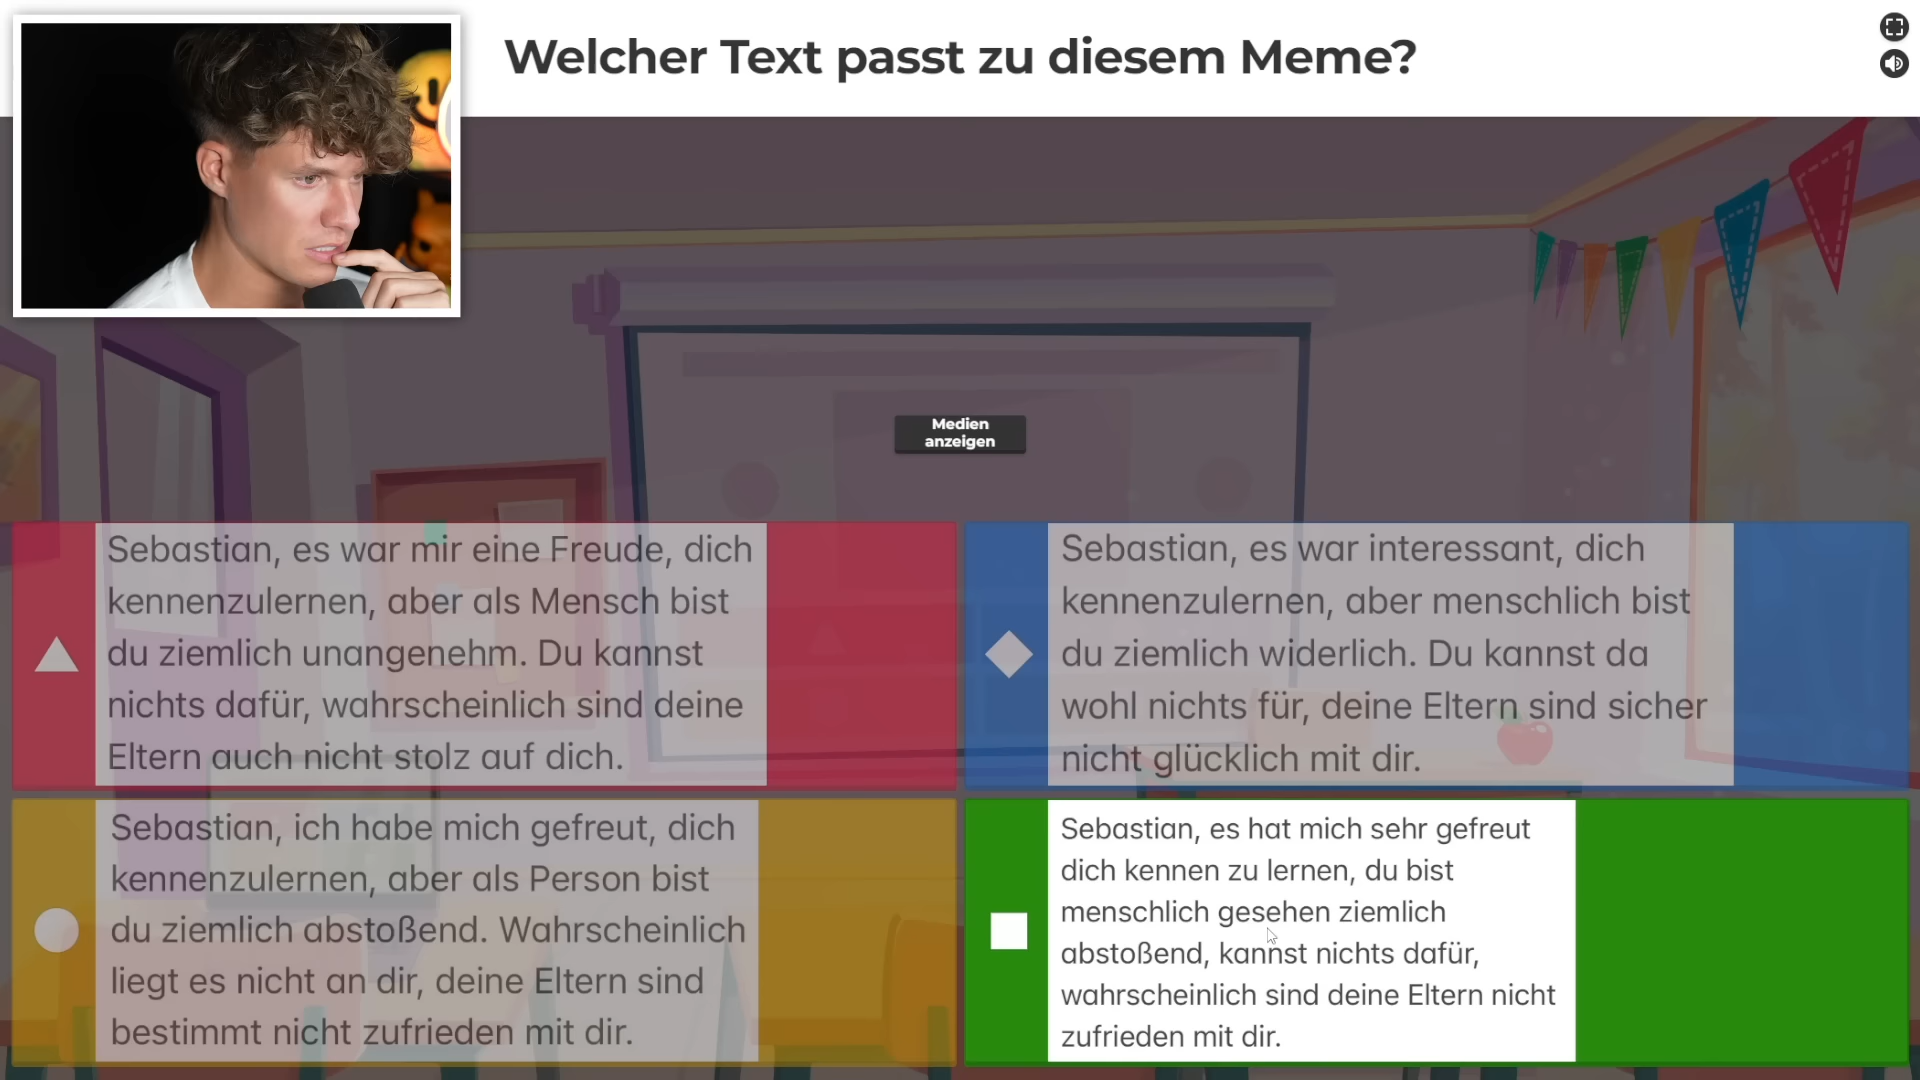 Welcher Text passt zu diesem Meme?
Medien
anzeigen
Sebastian, es war mir eine Freude, dich
kennenzulernen, aber als Mensch bist
du ziemlich unangenehm. Du kannst
nichts dafür, wahrscheinlich sind deine
Eltern auch nicht stolz auf dich.
Sebastian, es war interessant, dich
kennenzulernen, aber menschlich bist
du ziemlich widerlich. Du kannst da
wohl nichts für, deine Eltern sind sicher
nicht glücklich mit dir.
Sebastian, ich habe mich gefreut, dich
kennenzulernen, aber als Person bist
du ziemlich abstoßend. Wahrscheinlich
liegt es nicht an dir, deine Eltern sind
bestimmt nicht zufrieden mit dir.
Sebastian, es hat mich sehr gefreut
dich kennen zu lernen, du bist
menschlich gesehen ziemlich
abstoßend, kannst nichts dafür,
wahrscheinlich sind deine Eltern nicht
zufrieden mit dir.